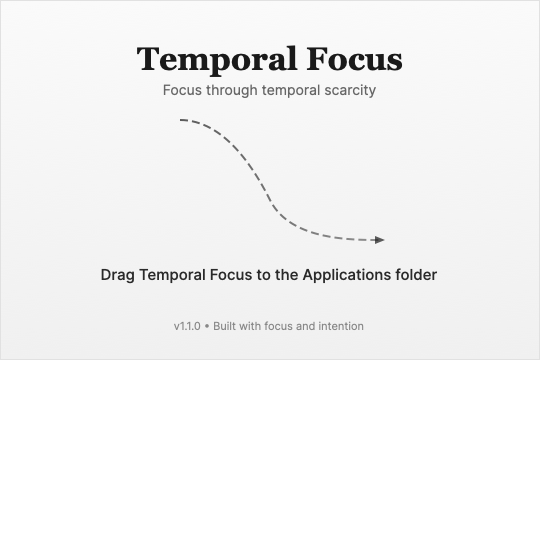 Temporal Focus
Focus through temporal scarcity
Drag Temporal Focus to the Applications folder
v1.1.0 • Built with focus and intention